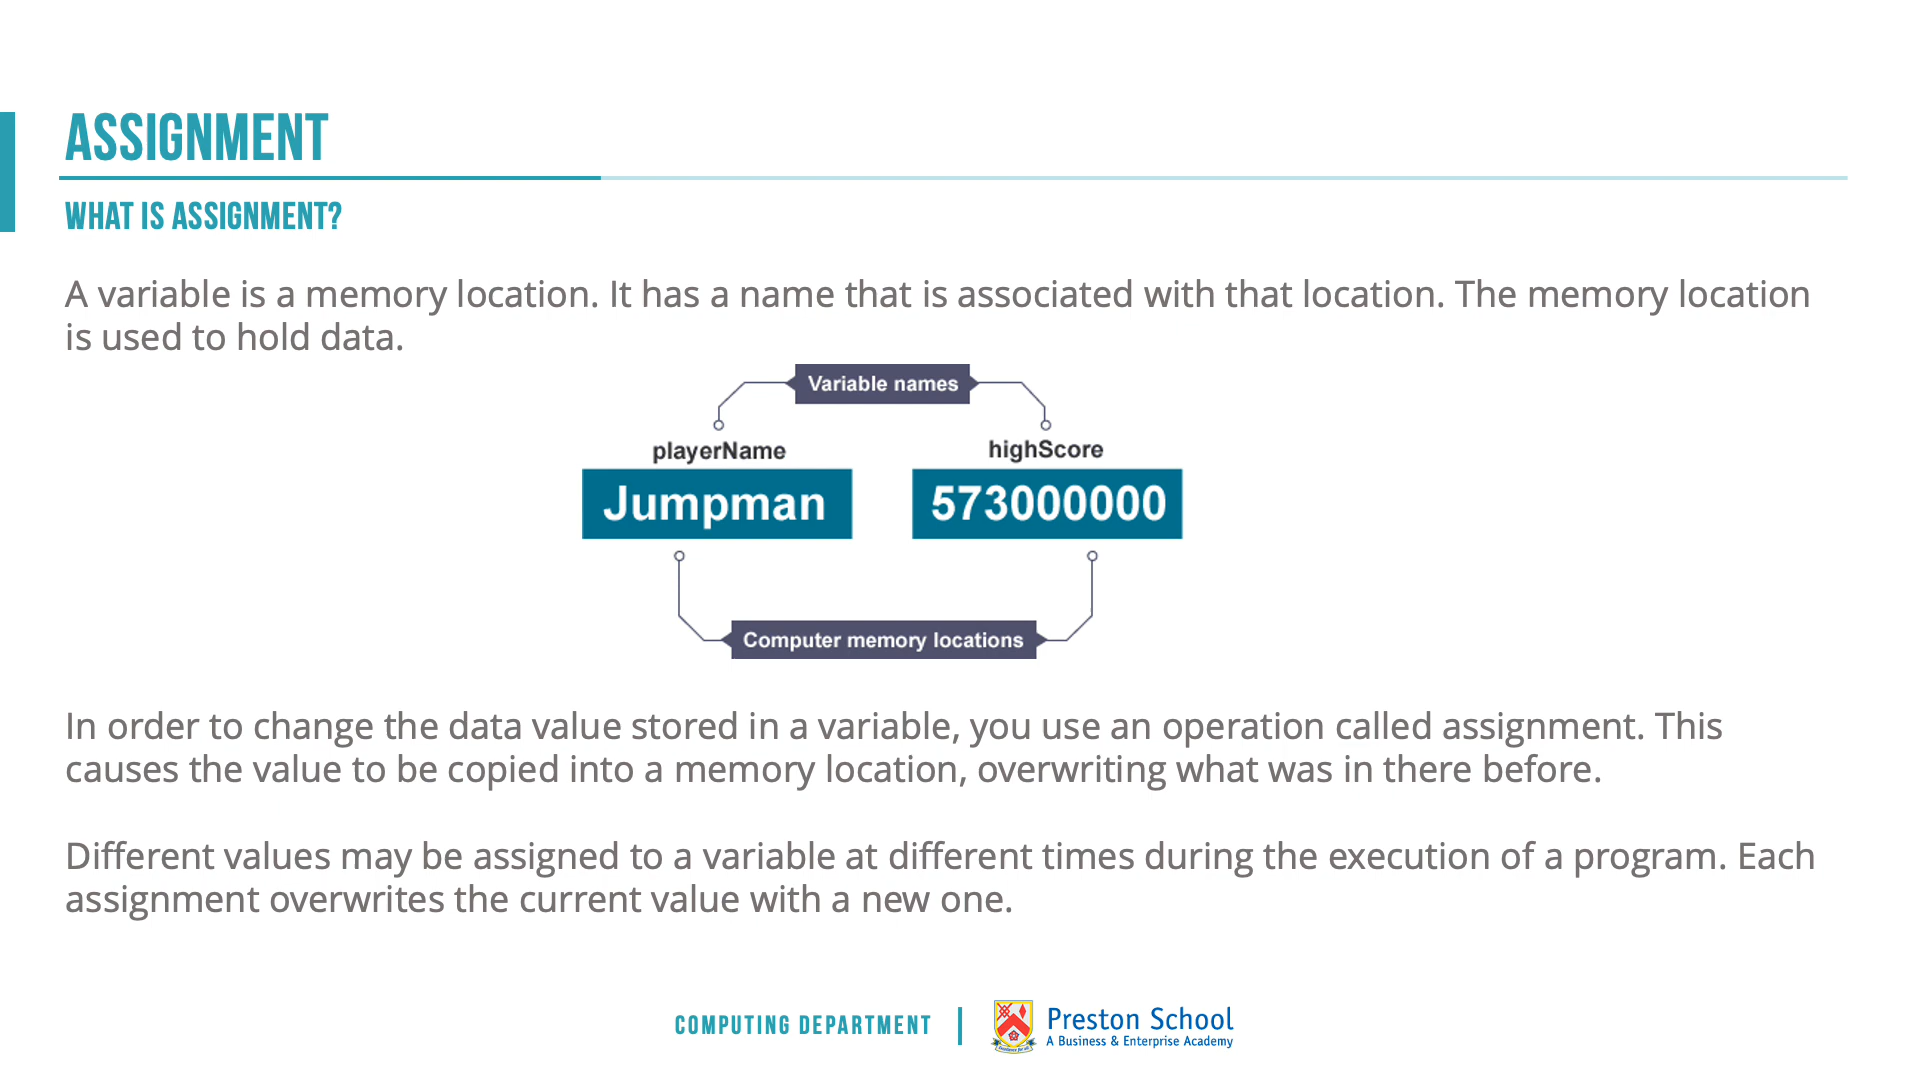 ASSIGNMENT
WHAT IS ASSIGNMENT?
A variable is a memory location. It has a name that is associated with that location. The memory location
is used to hold data.
Variable names
playerName highScore
Jumpman 573000000
Computer memory locations
In order to change the data value stored in a variable, you use an operation called assignment. This
causes the value to be copied into a memory location, overwriting what was in there before.
Different values may be assigned to a variable at different times during the execution of a program. Each
assignment overwrites the current value with a new one.
COMPUTING DEPARTMENT
Preston School
A Business & Enterprise Academy